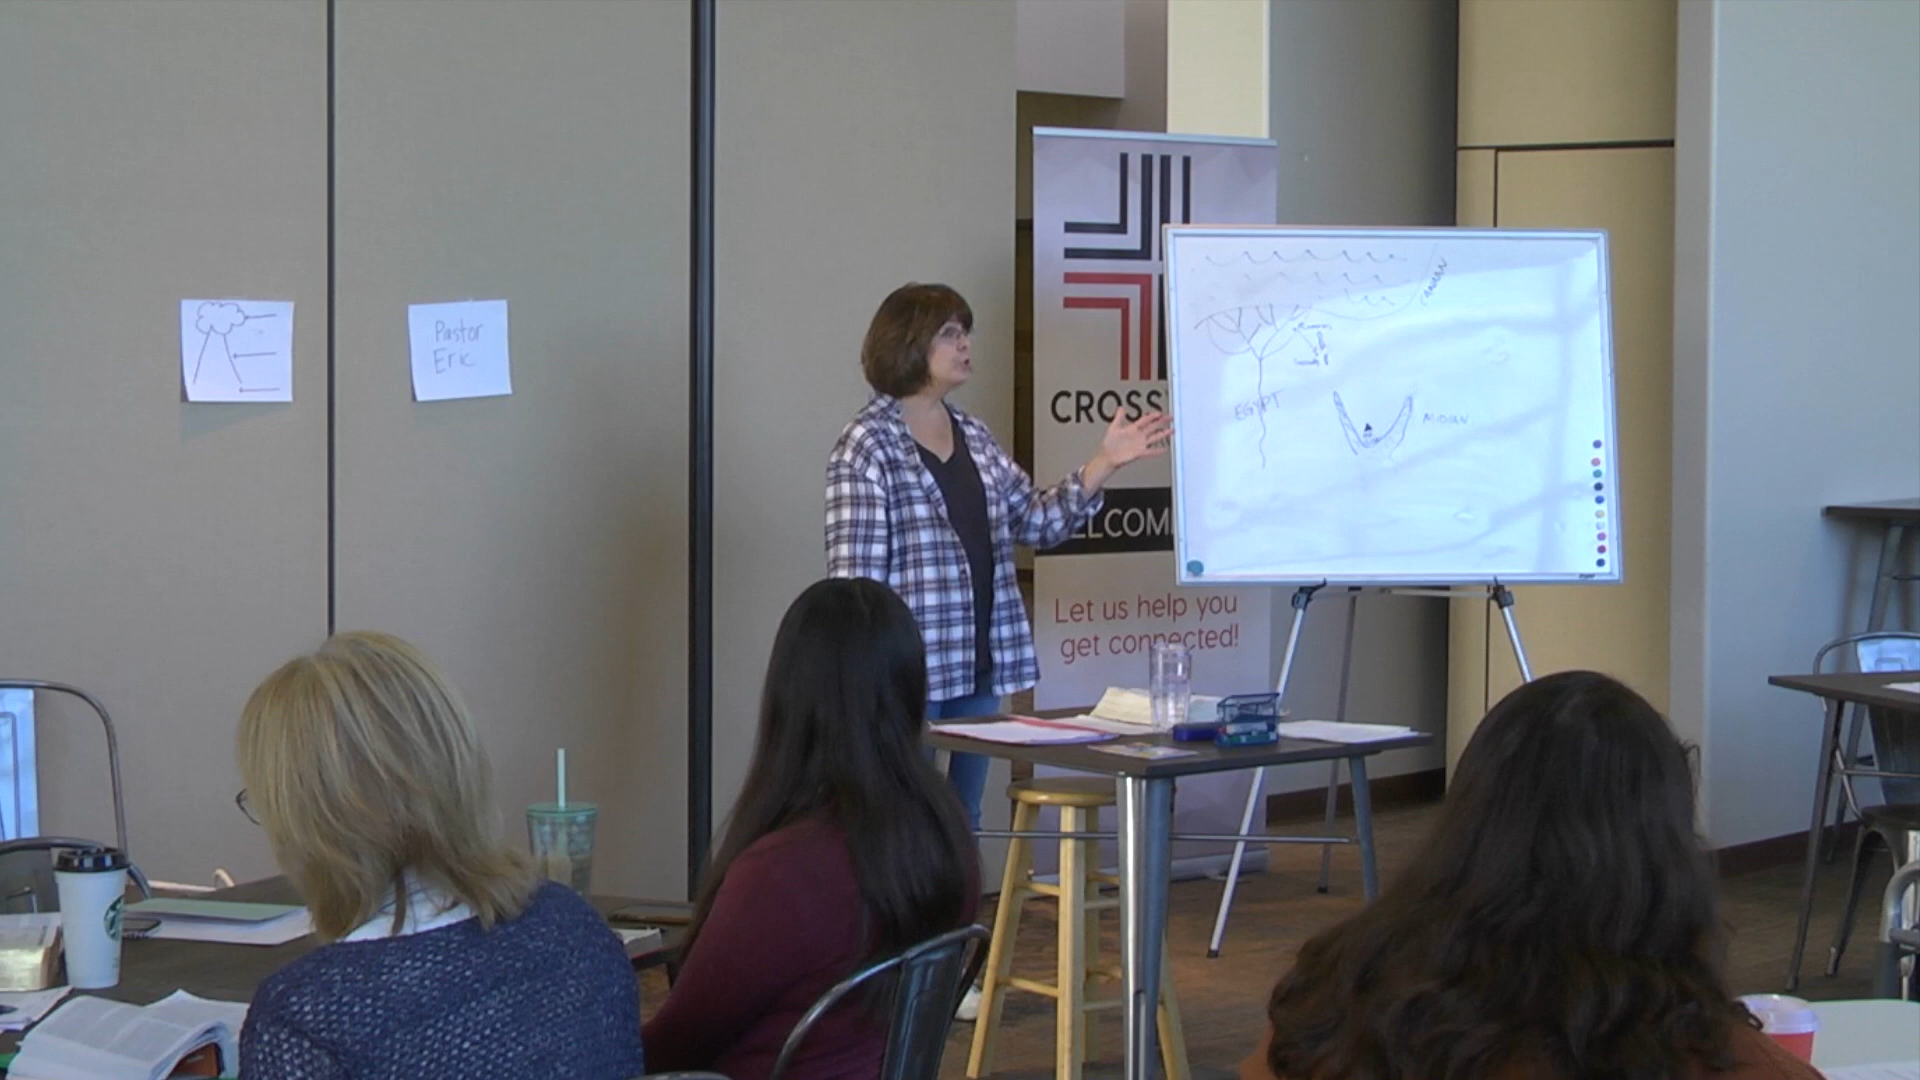 Pastor
Eric
CROSS
ELCOM
Let us help you
get connected!
CANAAN
EGYPT
MIDIAN